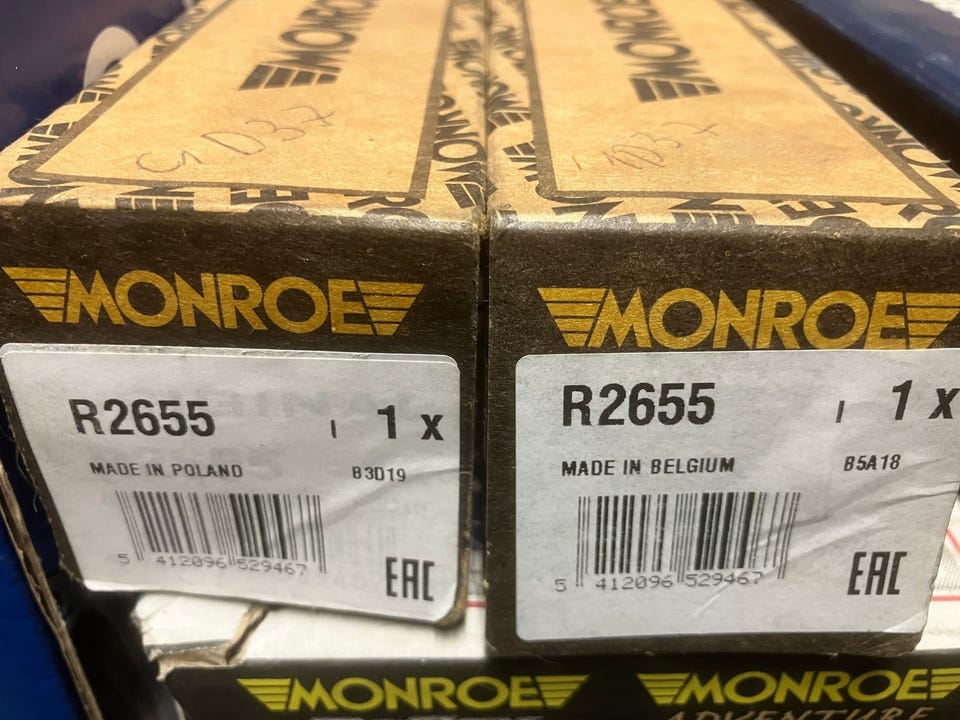 MONROE
MONROE
MONROE
R2655 I 1 x
MADE IN POLAND B3D19
5 412096 529467
EAC
MONROE
R2655 I 1 x
MADE IN BELGIUM B5A18
5 412096 529467
EAC
MONROE
MONROE
ADVENTURE